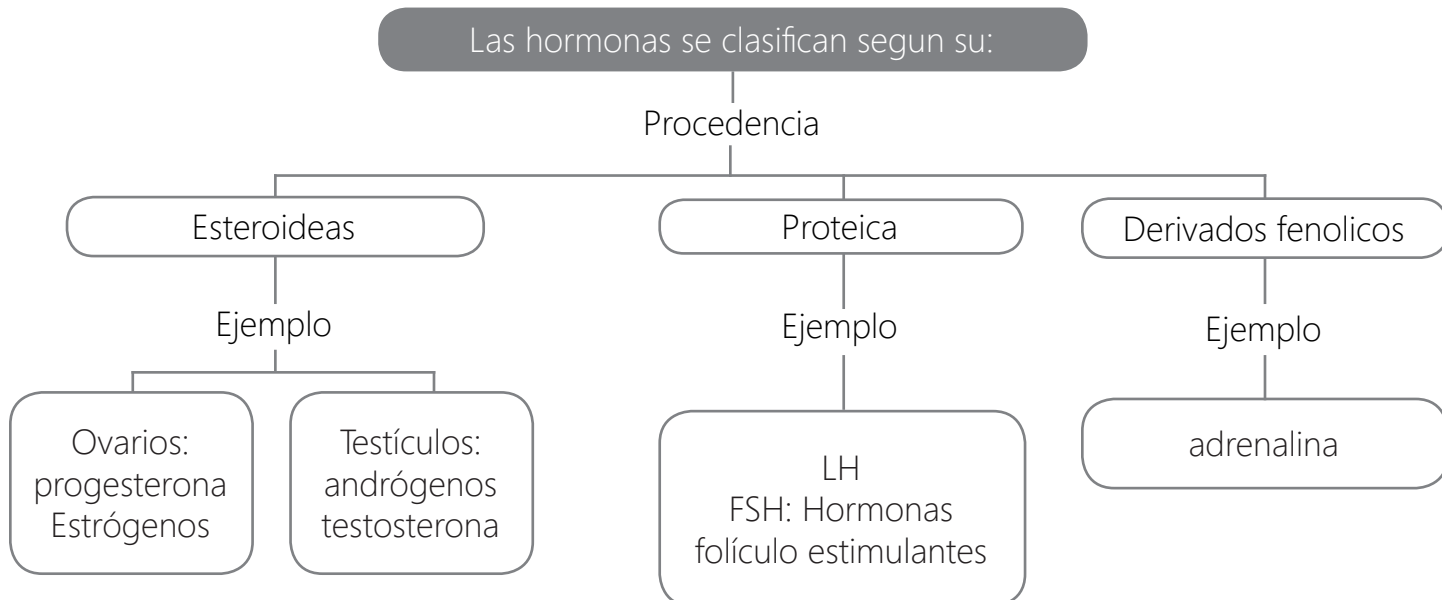 Las hormonas se clasifican segun su:
Procedencia
Esteroideas
Proteica
Derivados fenolicos
Ejemplo
Ejemplo
Ejemplo
Ovarios:
progesterona
Estrógenos
Testículos:
andrógenos
testosterona
LH
FSH: Hormonas
folículo estimulantes
adrenalina